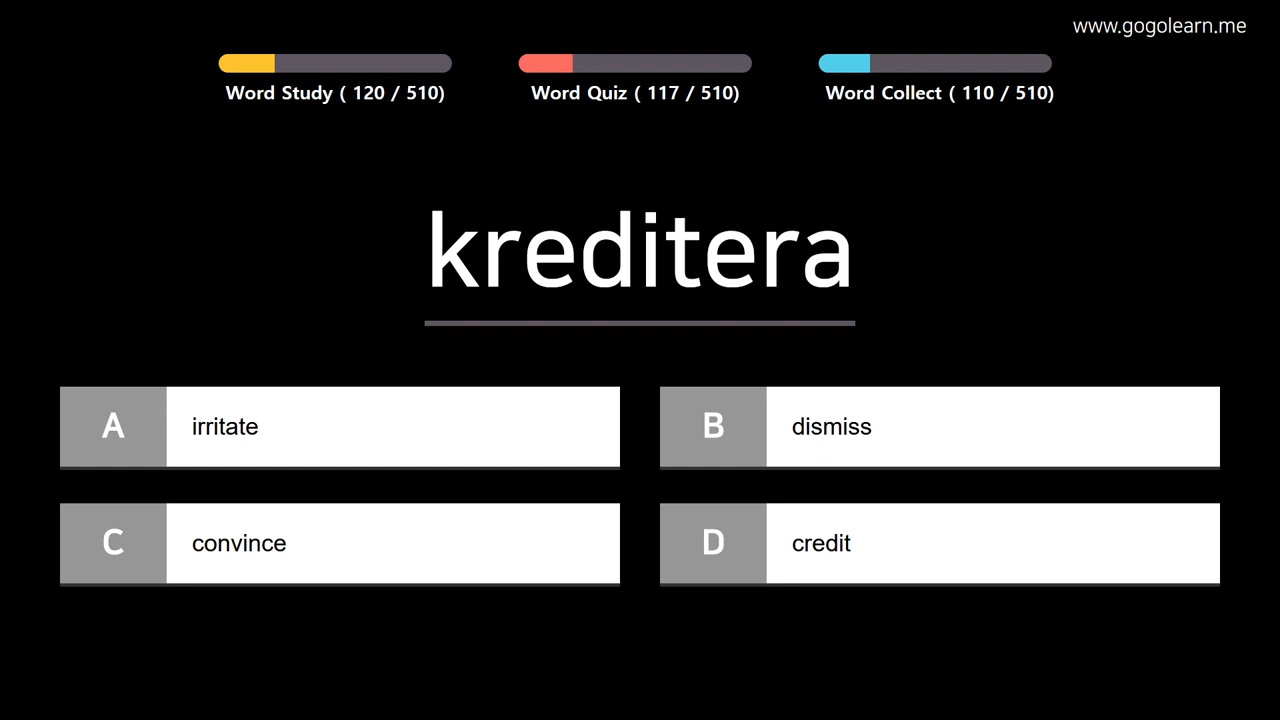 www.gogolearn.me
Word Study ( 120 / 510)
Word Quiz ( 117 / 510)
Word Collect ( 110 / 510)
kreditera
A irritate
B dismiss
C convince
D credit